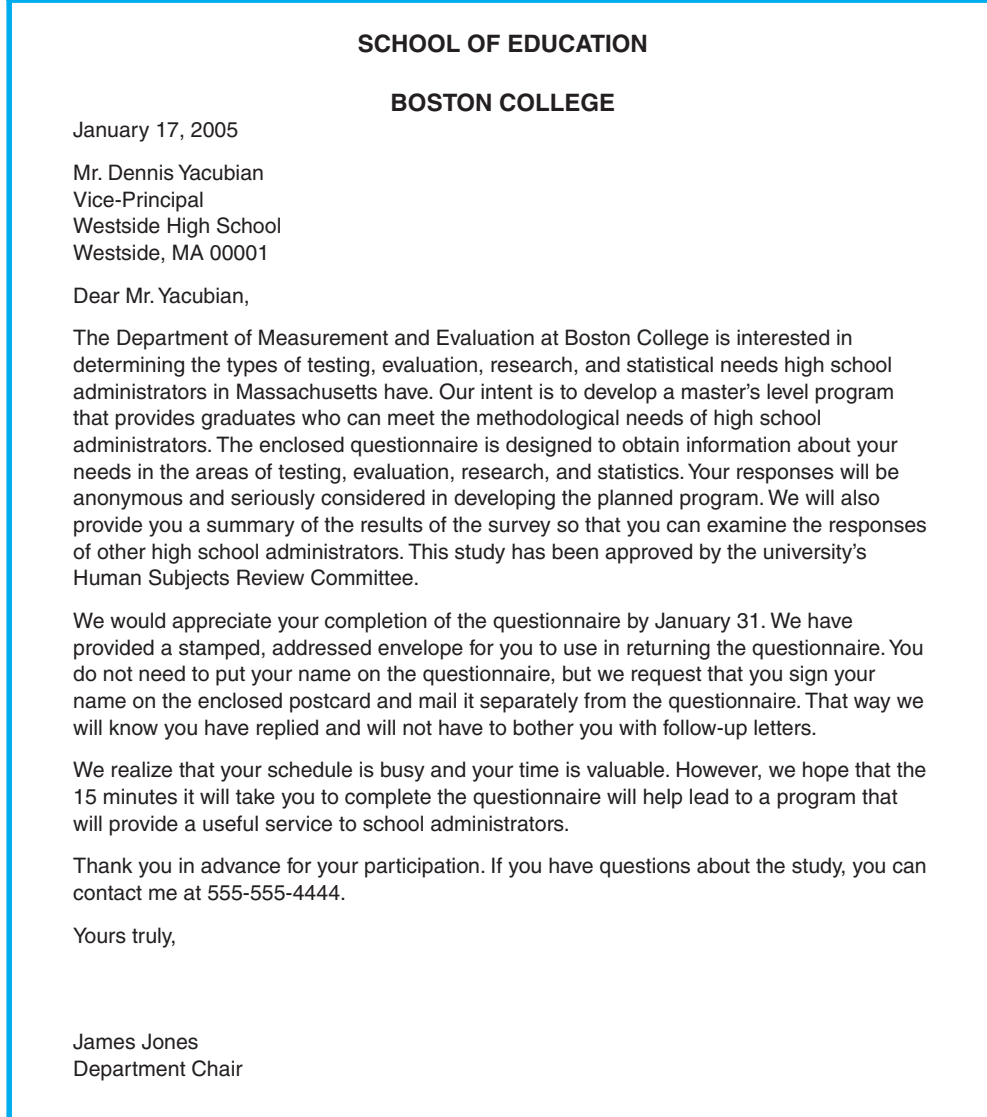 SCHOOL OF EDUCATION
BOSTON COLLEGE
January 17, 2005
Mr. Dennis Yacubian
Vice-Principal
Westside High School
Westside, MA 00001
Dear Mr. Yacubian,
The Department of Measurement and Evaluation at Boston College is interested in
determining the types of testing, evaluation, research, and statistical needs high school
administrators in Massachusetts have. Our intent is to develop a master’s level program
that provides graduates who can meet the methodological needs of high school
administrators. The enclosed questionnaire is designed to obtain information about your
needs in the areas of testing, evaluation, research, and statistics. Your responses will be
anonymous and seriously considered in developing the planned program. We will also
provide you a summary of the results of the survey so that you can examine the responses
of other high school administrators. This study has been approved by the university’s
Human Subjects Review Committee.
We would appreciate your completion of the questionnaire by January 31. We have
provided a stamped, addressed envelope for you to use in returning the questionnaire. You
do not need to put your name on the questionnaire, but we request that you sign your
name on the enclosed postcard and mail it separately from the questionnaire. That way we
will know you have replied and will not have to bother you with follow-up letters.
We realize that your schedule is busy and your time is valuable. However, we hope that the
15 minutes it will take you to complete the questionnaire will help lead to a program that
will provide a useful service to school administrators.
Thank you in advance for your participation. If you have questions about the study, you can
contact me at 555-555-4444.
Yours truly,
James Jones
Department Chair